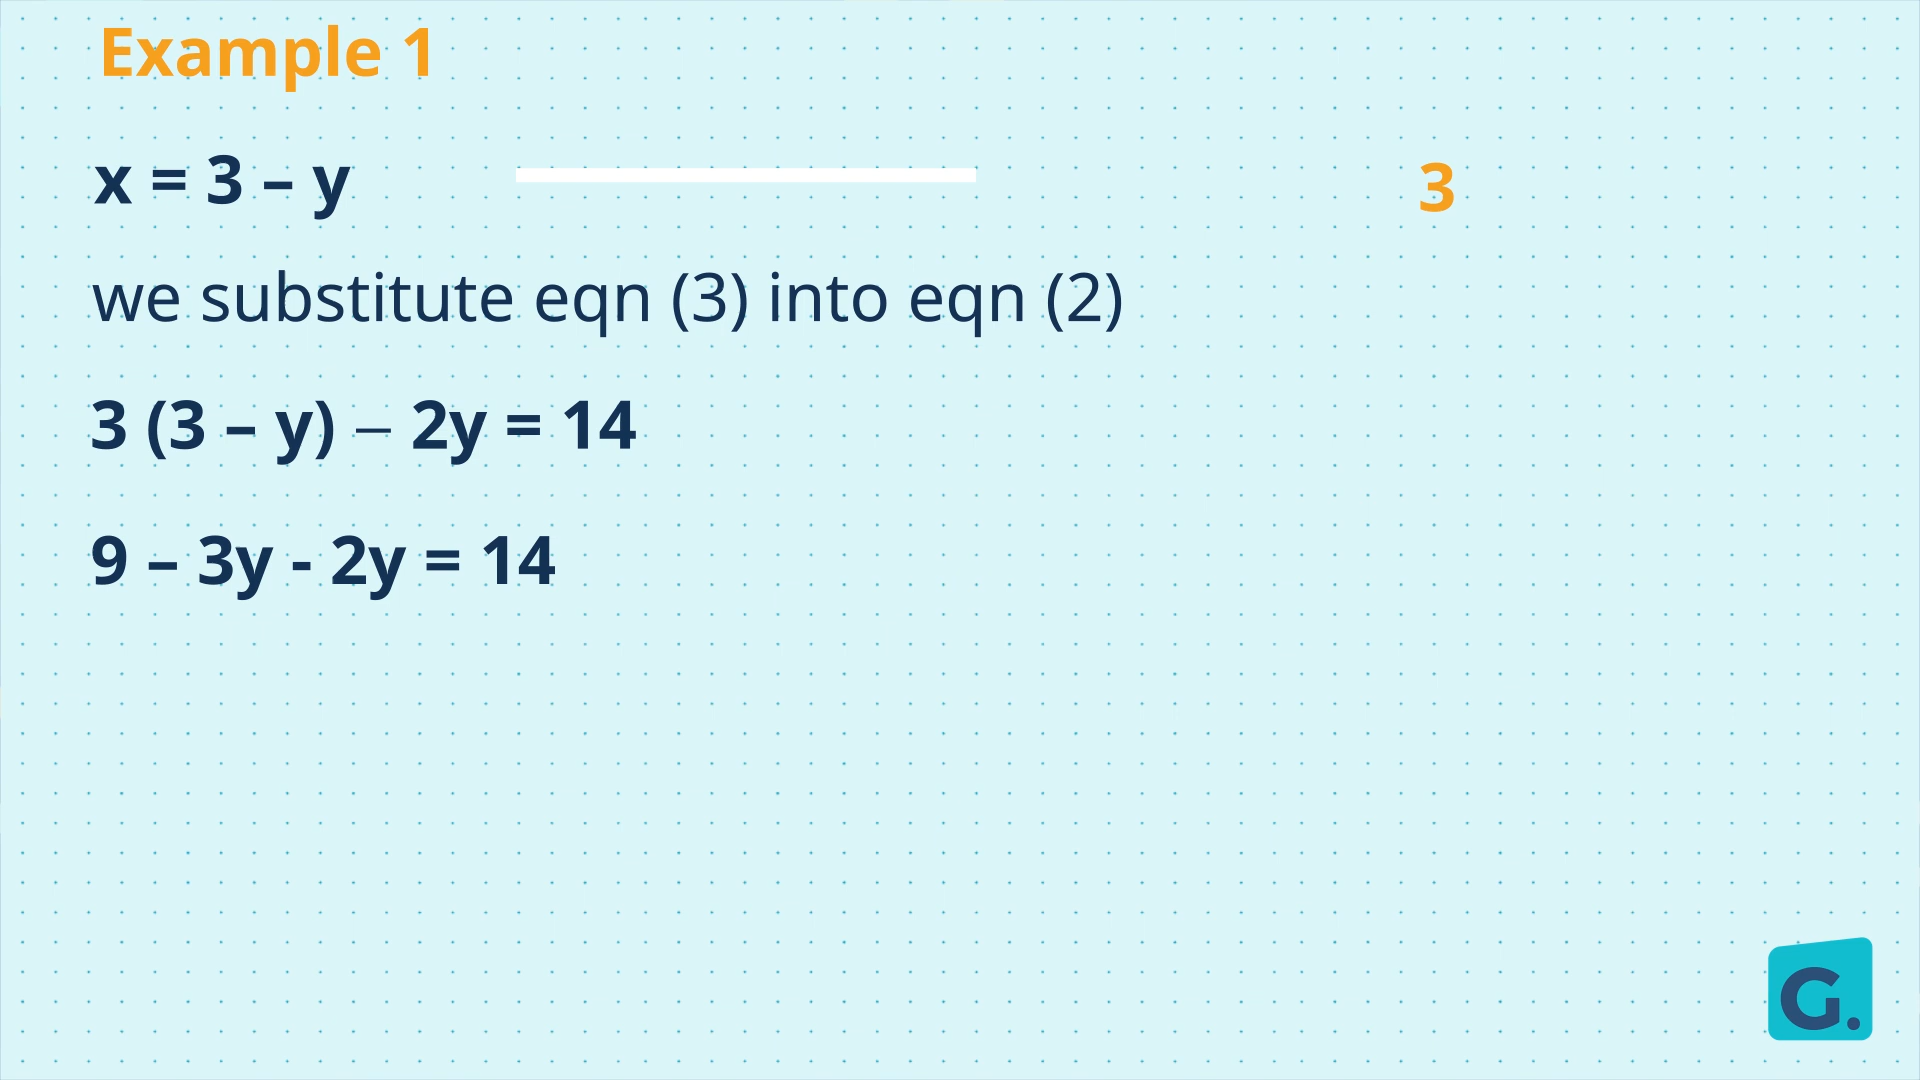 Example 1
x = 3 – y 3
we substitute eqn (3) into eqn (2)
3 (3 – y) – 2y = 14
9 – 3y - 2y = 14
G.